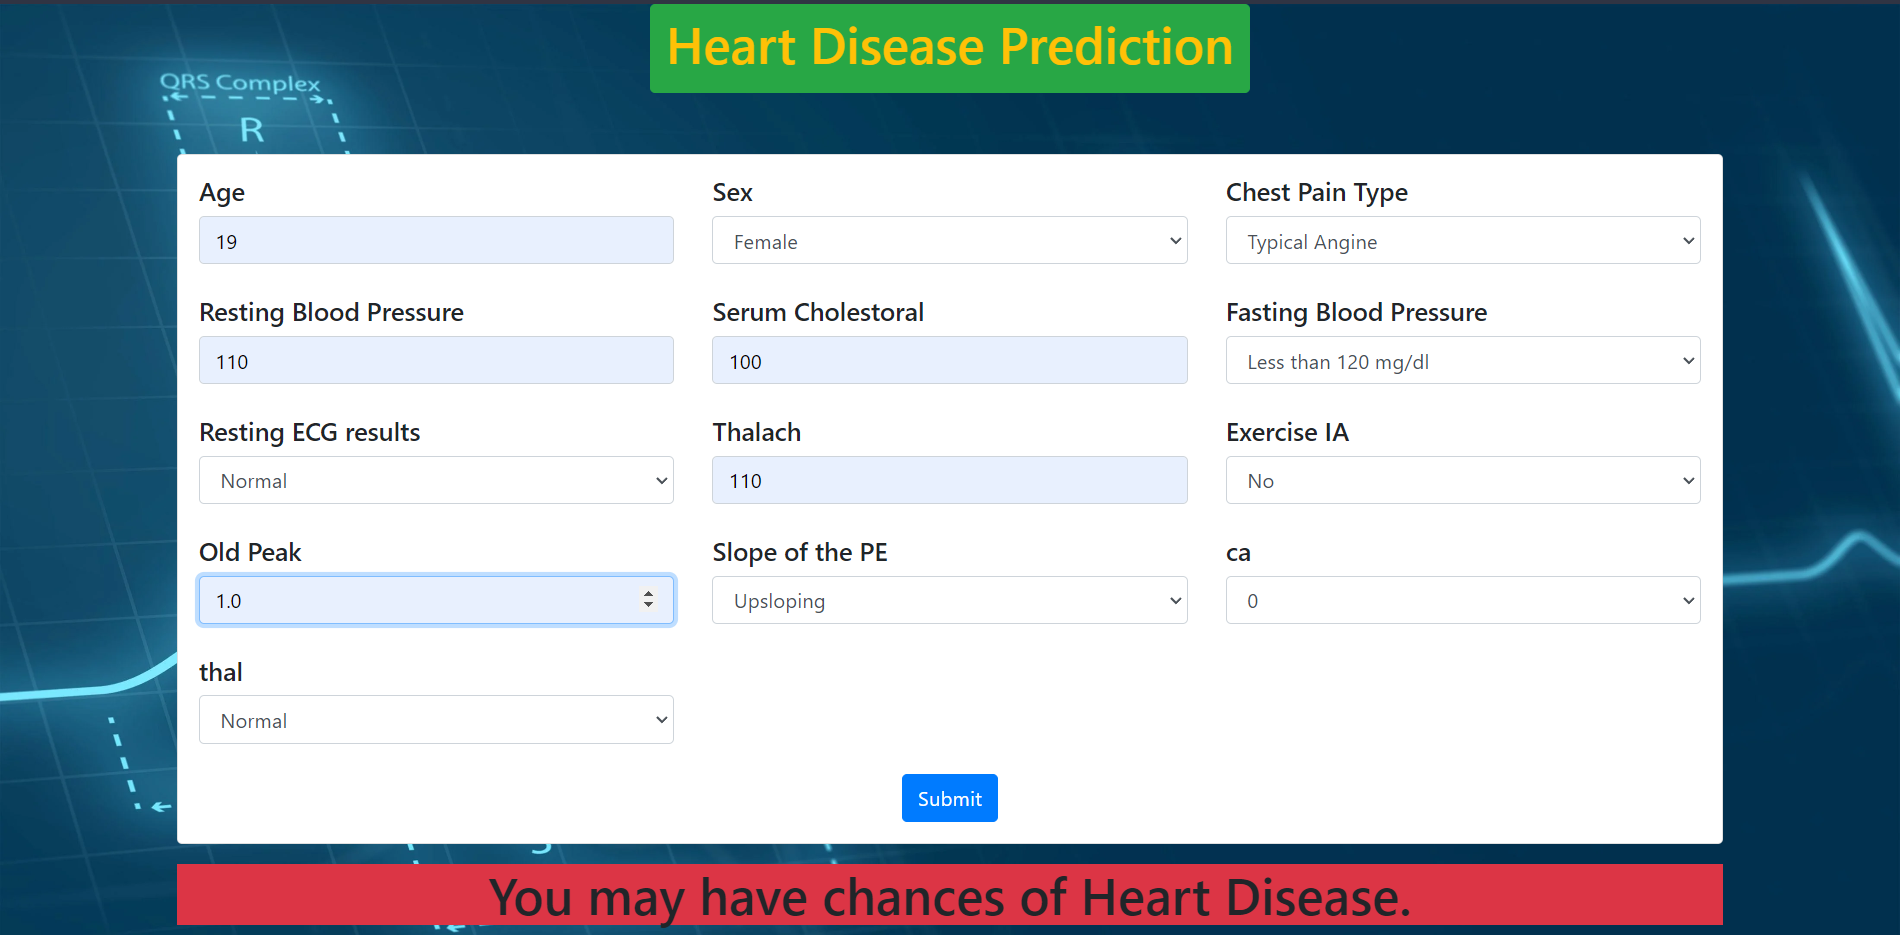 Heart Disease Prediction
QRS Complex
R
Age
Sex
Chest Pain Type
19
Female
Typical Angine
Resting Blood Pressure
Serum Cholestoral
Fasting Blood Pressure
110
100
Less than 120 mg/dl
Resting ECG results
Thalach
Exercise IA
Normal
110
No
Old Peak
Slope of the PE
ca
1.0
Upsloping
0
thal
Normal
Submit
You may have chances of Heart Disease.